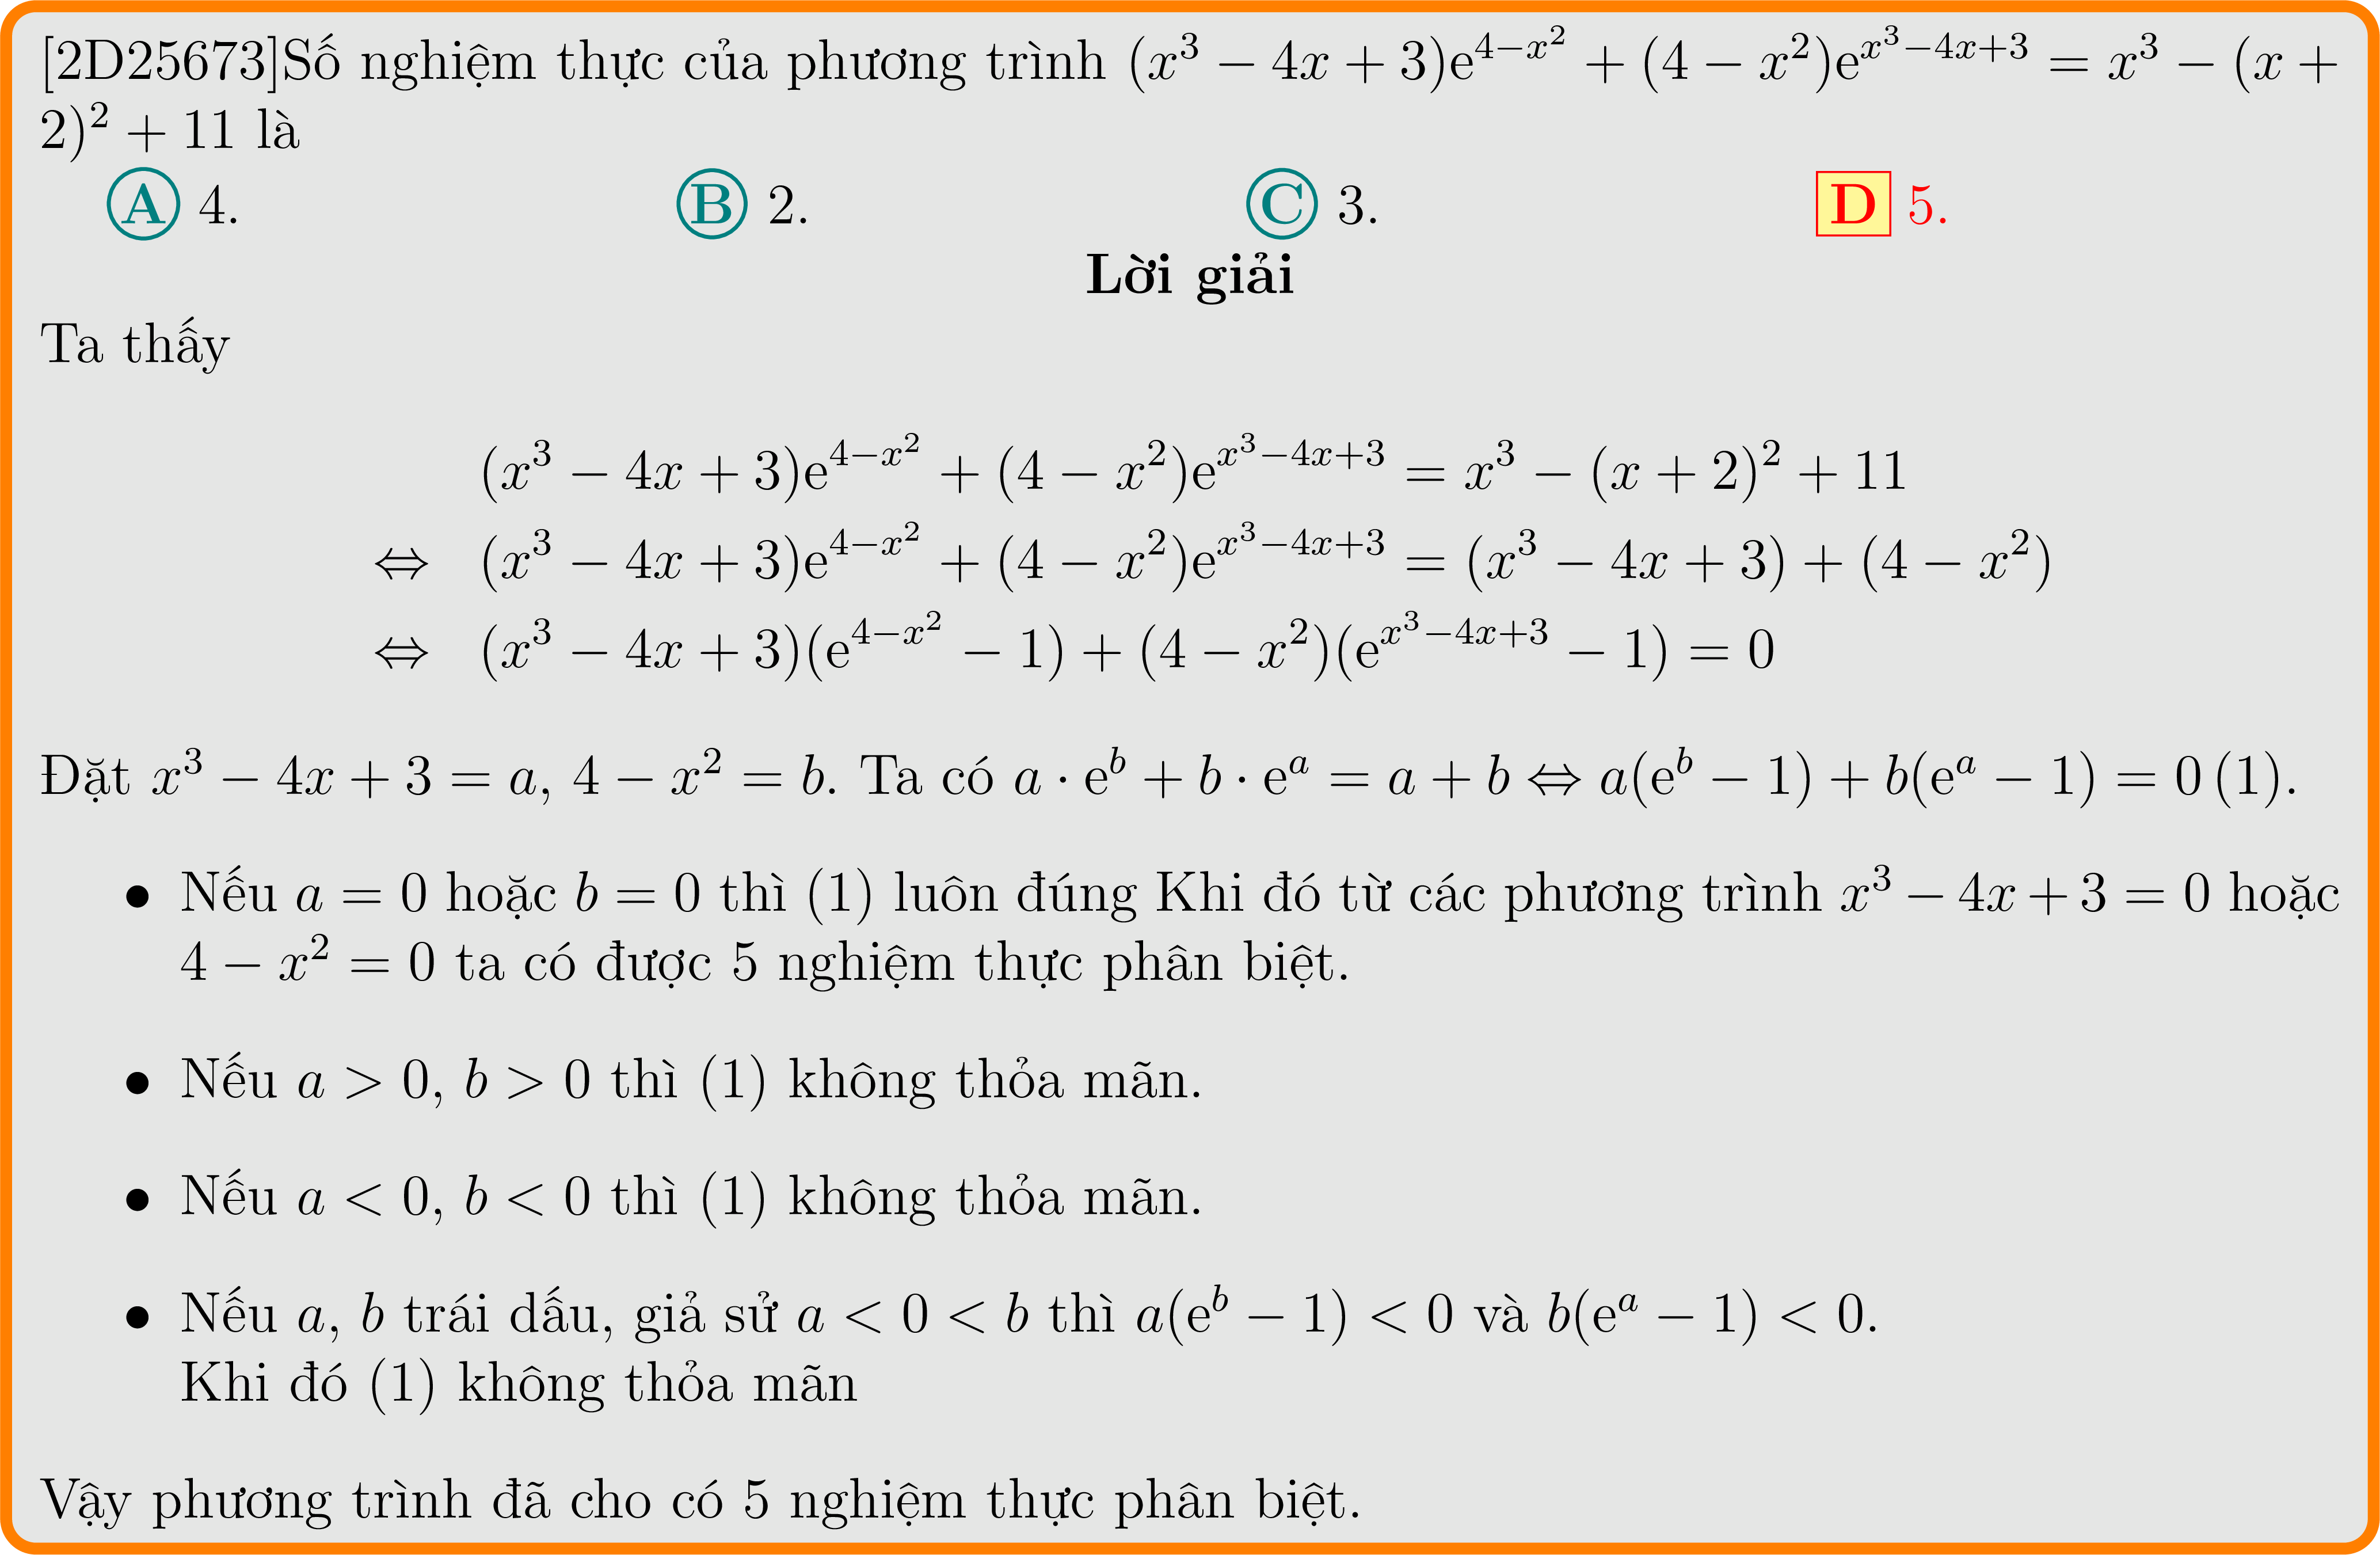 [2D25673]Số nghiệm thực của phương trình $(x^3 - 4x + 3)\mathrm{e}^{4-x^2} + (4 - x^2)\mathrm{e}^{x^3-4x+3} = x^3 - (x +$
$2)^2 + 11$ là
A 4. B 2. C 3. D 5.
Lời giải
Ta thấy
$(x^3 - 4x + 3)\mathrm{e}^{4-x^2} + (4 - x^2)\mathrm{e}^{x^3-4x+3} = x^3 - (x + 2)^2 + 11$
$\Leftrightarrow (x^3 - 4x + 3)\mathrm{e}^{4-x^2} + (4 - x^2)\mathrm{e}^{x^3-4x+3} = (x^3 - 4x + 3) + (4 - x^2)$
$\Leftrightarrow (x^3 - 4x + 3)(\mathrm{e}^{4-x^2} - 1) + (4 - x^2)(\mathrm{e}^{x^3-4x+3} - 1) = 0$
Đặt $x^3 - 4x + 3 = a$, $4 - x^2 = b$. Ta có $a \cdot \mathrm{e}^b + b \cdot \mathrm{e}^a = a + b \Leftrightarrow a(\mathrm{e}^b - 1) + b(\mathrm{e}^a - 1) = 0\,(1)$.
• Nếu $a = 0$ hoặc $b = 0$ thì (1) luôn đúng Khi đó từ các phương trình $x^3 - 4x + 3 = 0$ hoặc
$4 - x^2 = 0$ ta có được 5 nghiệm thực phân biệt.
• Nếu $a > 0$, $b > 0$ thì (1) không thỏa mãn.
• Nếu $a < 0$, $b < 0$ thì (1) không thỏa mãn.
• Nếu $a$, $b$ trái dấu, giả sử $a < 0 < b$ thì $a(\mathrm{e}^b - 1) < 0$ và $b(\mathrm{e}^a - 1) < 0$.
Khi đó (1) không thỏa mãn
Vậy phương trình đã cho có 5 nghiệm thực phân biệt.